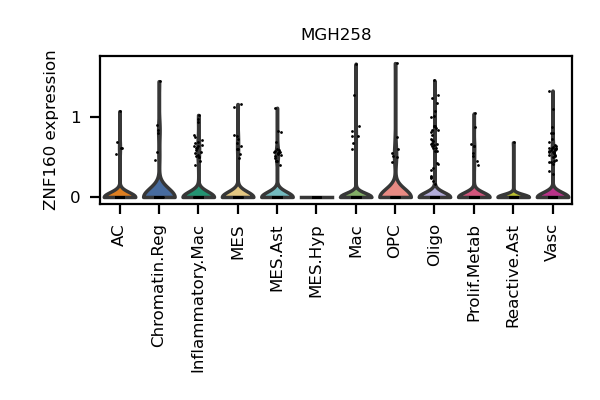 MGH258
ZNF160 expression
1
0
AC
Chromatin.Reg
Inflammatory.Mac
MES
MES.Ast
MES.Hyp
Mac
OPC
Oligo
Prolif.Metab
Reactive.Ast
Vasc